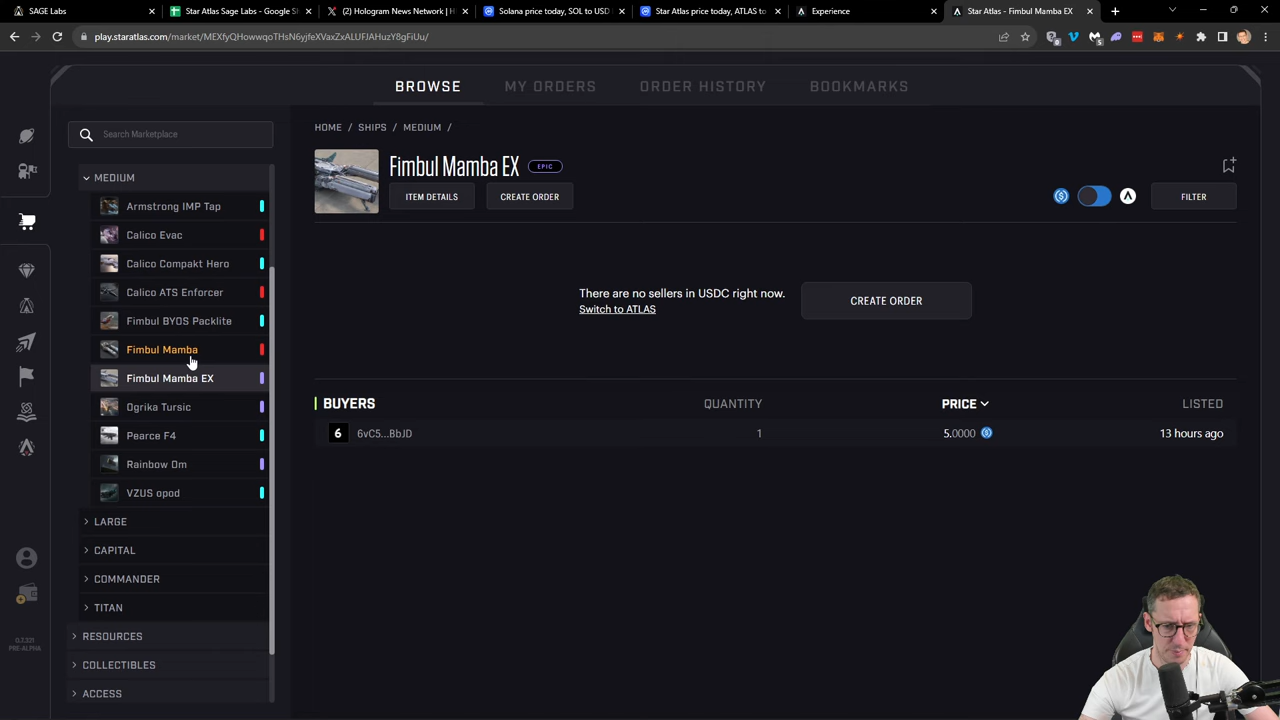 SAGE Labs
Star Atlas Sage Labs - Google Sh
(2) Hologram News Network | H
Solana price today, SOL to USD
Star Atlas price today, ATLAS to
Experience
Star Atlas - Fimbul Mamba EX
play.staratlas.com/market/MEXfyQHowwqoTHsN6yjfeXVaxZxALUFJAHuzY8gFiUu/
BROWSE
MY ORDERS
ORDER HISTORY
BOOKMARKS
Search Marketplace
HOME / SHIPS / MEDIUM /
Fimbul Mamba EX
EPIC
ITEM DETAILS
CREATE ORDER
FILTER
MEDIUM
Armstrong IMP Tap
Calico Evac
Calico Compakt Hero
Calico ATS Enforcer
Fimbul BYOS Packlite
Fimbul Mamba
Fimbul Mamba EX
Ogrika Tursic
Pearce F4
Rainbow Om
VZUS opod
LARGE
CAPITAL
COMMANDER
TITAN
RESOURCES
COLLECTIBLES
ACCESS
There are no sellers in USDC right now.
Switch to ATLAS
CREATE ORDER
BUYERS
QUANTITY
PRICE
LISTED
6
6vC5...BbJD
1
5.0000
13 hours ago
0.7.121
PRE-ALPHA